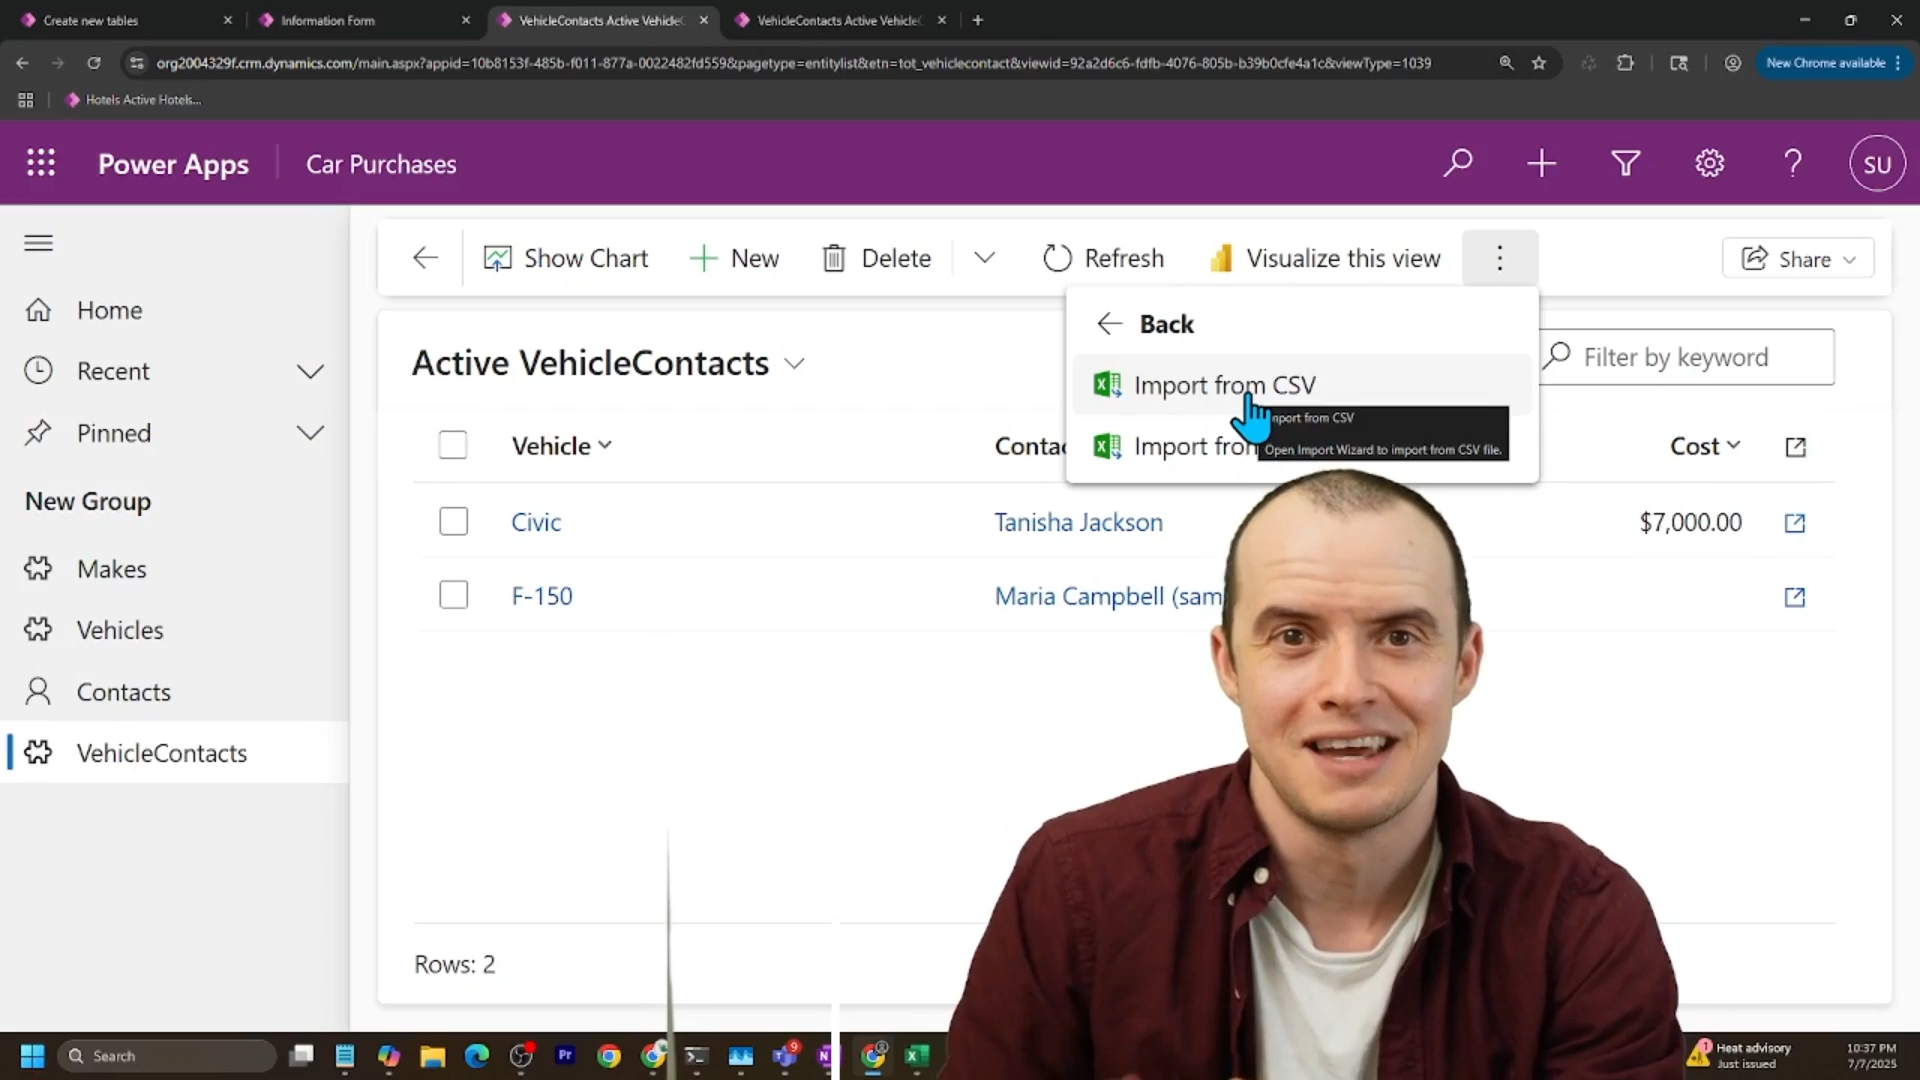 Create new tables
Information Form
VehicleContacts Active Vehicle
VehicleContacts Active Vehicle
org2004329f.crm.dynamics.com/main.aspx?appid=10b8153f-485b-f011-877a-0022482fd559&pagetype=entitylist&etn=tot_vehiclecontact&viewid=92a2d6c6-fdfb-4076-805b-b39b0cfe4a1c&viewType=1039
New Chrome available
Hotels Active Hotels...
Power Apps
Car Purchases
SU
Show Chart
New
Delete
Refresh
Visualize this view
Share
Home
Recent
Pinned
New Group
Makes
Vehicles
Contacts
VehicleContacts
Back
Import from CSV
Import from CSV
Open Import Wizard to import from CSV file.
Active VehicleContacts
Filter by keyword
Vehicle
Cost
Civic
Tanisha Jackson
$7,000.00
F-150
Maria Campbell (sam
Rows: 2
Search
Pr
9
1
Heat advisory
Just issued
10:37 PM
7/7/2025